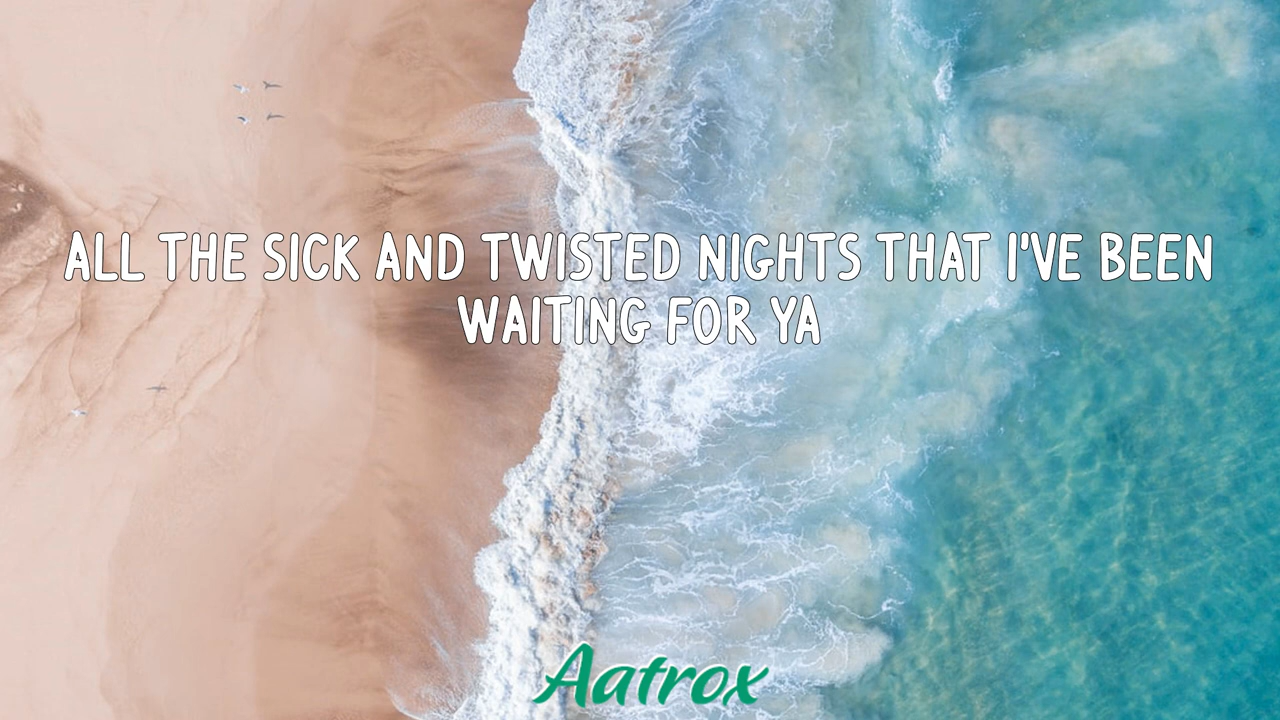 ALL THE SICK AND TWISTED NIGHTS THAT I'VE BEEN
WAITING FOR YA
Aatrox